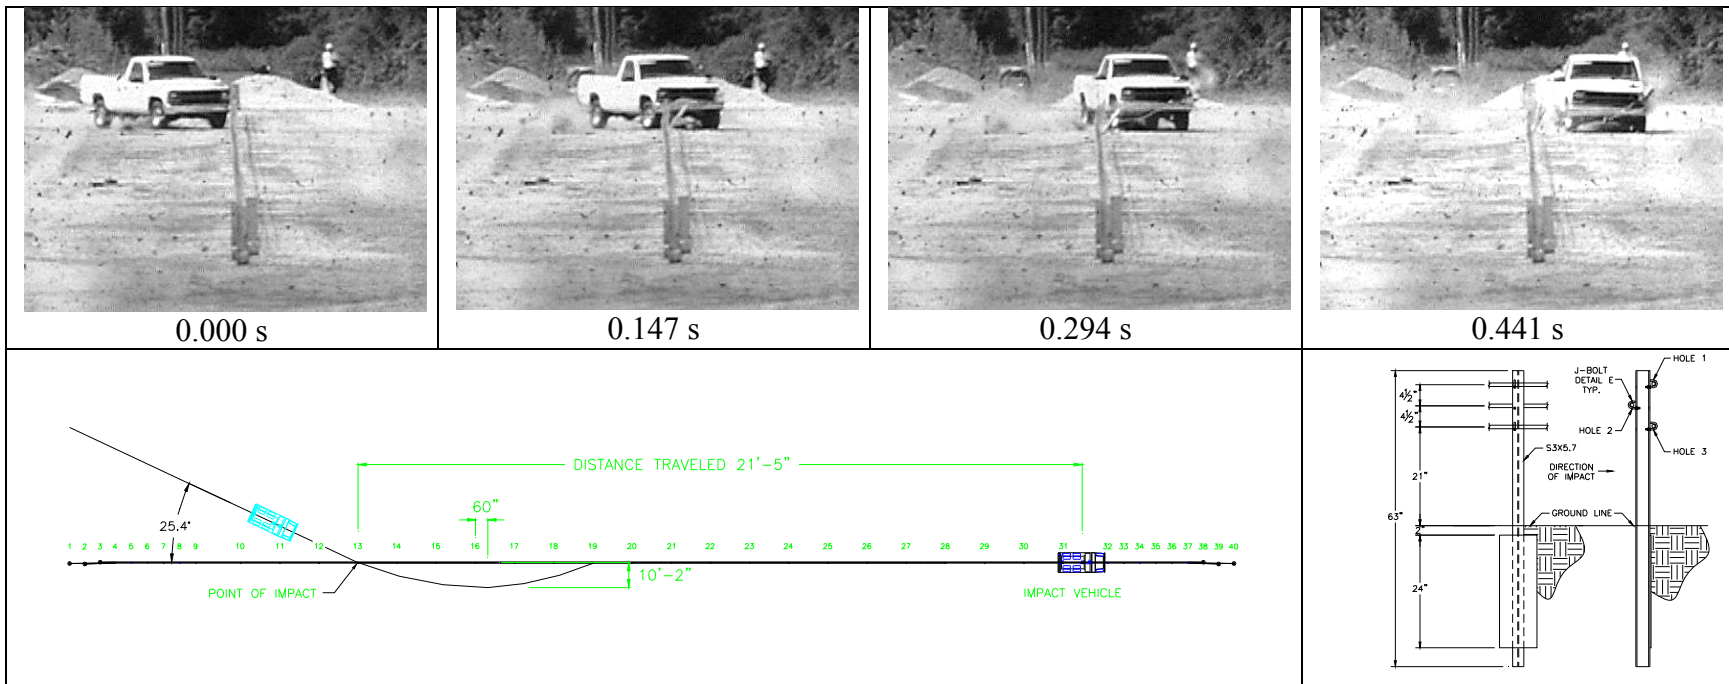 0.000 s
0.147 s
0.294 s
0.441 s
DISTANCE TRAVELED 21'-5"
60"
25.4°
1 2 3 4 5 6 7 8 9 10 11 12 13 14 15 16 17 18 19 20 21 22 23 24 25 26 27 28 29 30 31 32 33 34 35 36 37 38 39 40
10'-2"
POINT OF IMPACT
IMPACT VEHICLE
HOLE 1
J-BOLT
DETAIL E
TYP.
4½"
4½"
HOLE 2
S3X5.7
HOLE 3
DIRECTION
OF IMPACT
21"
63"
GROUND LINE
24"